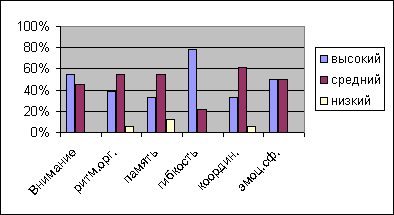 100%
80%
60%
40%
20%
0%
Внимание
ритм.орг.
память
гибкость
координ.
эмоц.сф.
высокий
средний
низкий